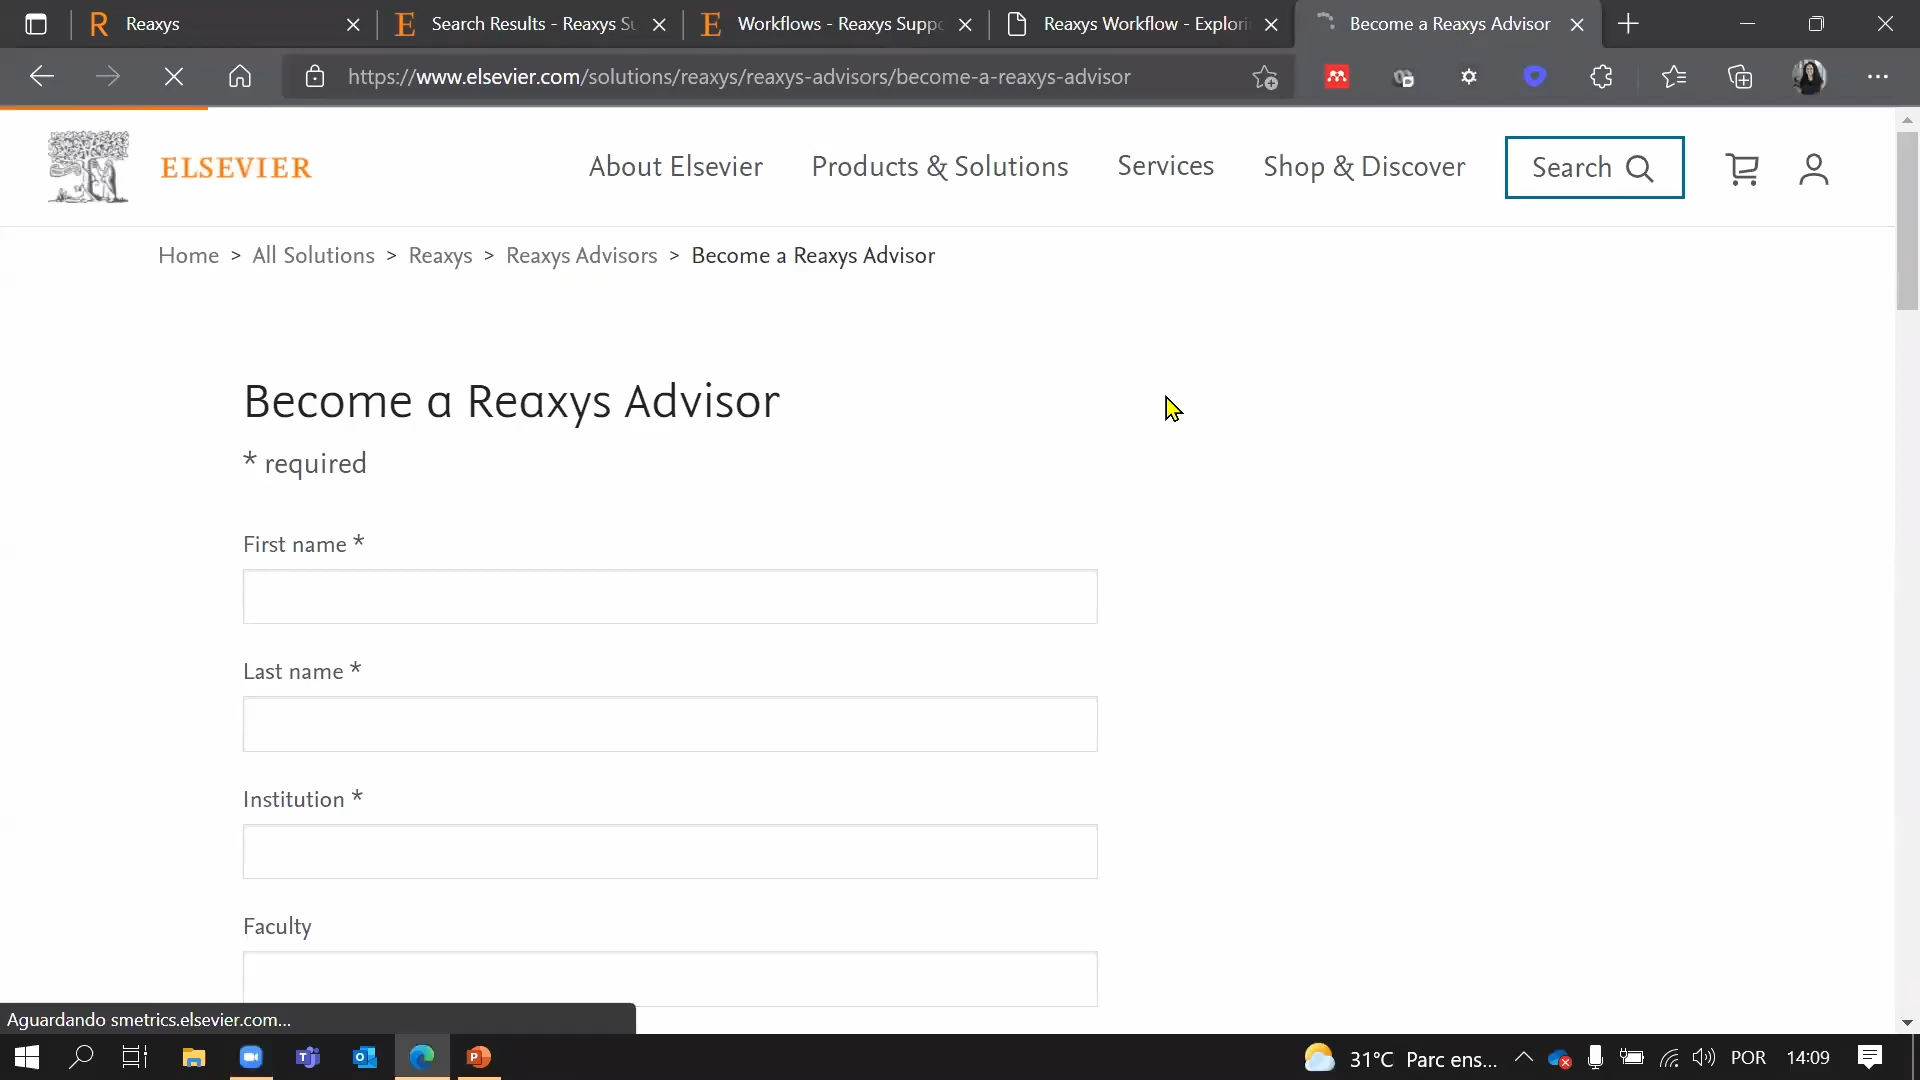 Reaxys
Search Results - Reaxys Su
Workflows - Reaxys Suppo
Reaxys Workflow - Explori
Become a Reaxys Advisor
https://www.elsevier.com/solutions/reaxys/reaxys-advisors/become-a-reaxys-advisor
ELSEVIER
About Elsevier
Products & Solutions
Services
Shop & Discover
Search
Home > All Solutions > Reaxys > Reaxys Advisors > Become a Reaxys Advisor
Become a Reaxys Advisor
* required
First name *
Last name *
Institution *
Faculty
Aguardando smetrics.elsevier.com...
31°C Parc ens...
POR
14:09